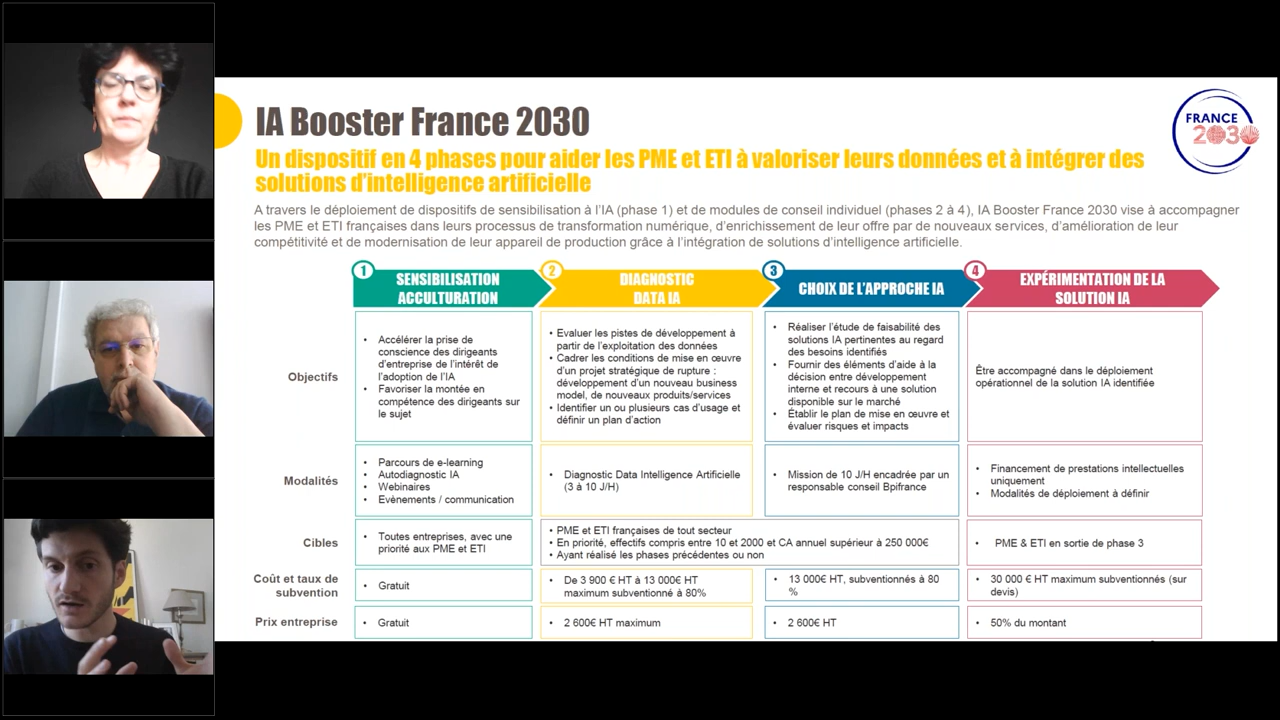 IA Booster France 2030
FRANCE
2030
Un dispositif en 4 phases pour aider les PME et ETI à valoriser leurs données et à intégrer des
solutions d'intelligence artificielle
A travers le déploiement de dispositifs de sensibilisation à l'IA (phase 1) et de modules de conseil individuel (phases 2 à 4), IA Booster France 2030 vise à accompagner
les PME et ETI françaises dans leurs processus de transformation numérique, d'enrichissement de leur offre par de nouveaux services, d'amélioration de leur
compétitivité et de modernisation de leur appareil de production grâce à l'intégration de solutions d'intelligence artificielle.
1
SENSIBILISATION
ACCULTURATION
2
DIAGNOSTIC
DATA IA
3
CHOIX DE L'APPROCHE IA
4
EXPÉRIMENTATION DE LA
SOLUTION IA
Objectifs
• Accélérer la prise de
conscience des dirigeants
d'entreprise de l'intérêt de
l'adoption de l'IA
• Favoriser la montée en
compétence des dirigeants sur
le sujet
• Evaluer les pistes de développement à
partir de l'exploitation des données
• Cadrer les conditions de mise en œuvre
d'un projet stratégique de rupture :
développement d'un nouveau business
model, de nouveaux produits/services
• Identifier un ou plusieurs cas d'usage et
définir un plan d'action
• Réaliser l'étude de faisabilité des
solutions IA pertinentes au regard
des besoins identifiés
• Fournir des éléments d'aide à la
décision entre développement
interne et recours à une solution
disponible sur le marché
• Établir le plan de mise en œuvre et
évaluer risques et impacts
Être accompagné dans le déploiement
opérationnel de la solution IA identifiée
Modalités
• Parcours de e-learning
• Autodiagnostic IA
• Webinaires
• Evènements / communication
• Diagnostic Data Intelligence Artificielle
(3 à 10 J/H)
• Mission de 10 J/H encadrée par un
responsable conseil Bpifrance
• Financement de prestations intellectuelles
uniquement
• Modalités de déploiement à définir
Cibles
• Toutes entreprises, avec une
priorité aux PME et ETI
• PME et ETI françaises de tout secteur
• En priorité, effectifs compris entre 10 et 2000 et CA annuel supérieur à 250 000€
• Ayant réalisé les phases précédentes ou non
• PME & ETI en sortie de phase 3
Coût et taux de
subvention
• Gratuit
• De 3 900 € HT à 13 000€ HT
maximum subventionné à 80%
• 13 000€ HT, subventionnés à 80
%
• 30 000 € HT maximum subventionnés (sur
devis)
Prix entreprise
• Gratuit
• 2 600€ HT maximum
• 2 600€ HT
• 50% du montant